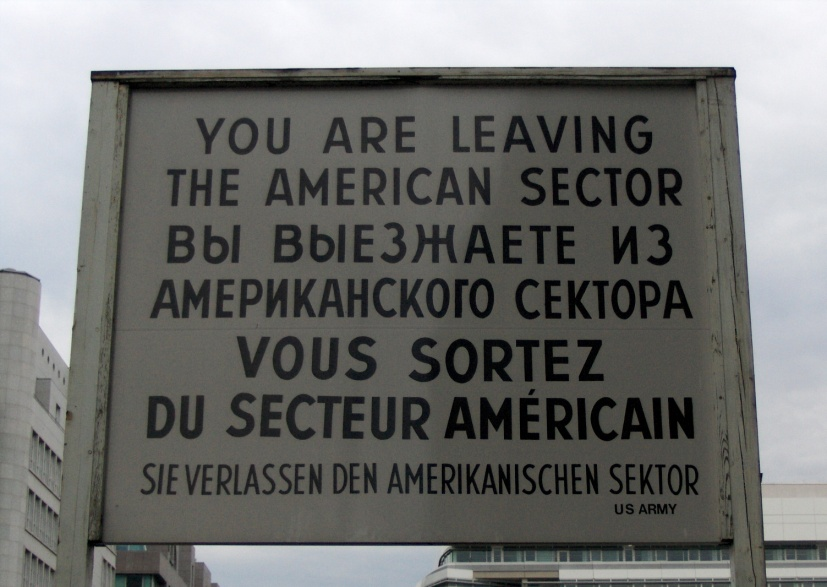 YOU ARE LEAVING
THE AMERICAN SECTOR
ВЫ ВЫЕЗЖАЕТЕ ИЗ
АМЕРИКАНСКОГО СЕКТОРА
VOUS SORTEZ
DU SECTEUR AMÉRICAIN
SIE VERLASSEN DEN AMERIKANISCHEN SEKTOR
US ARMY